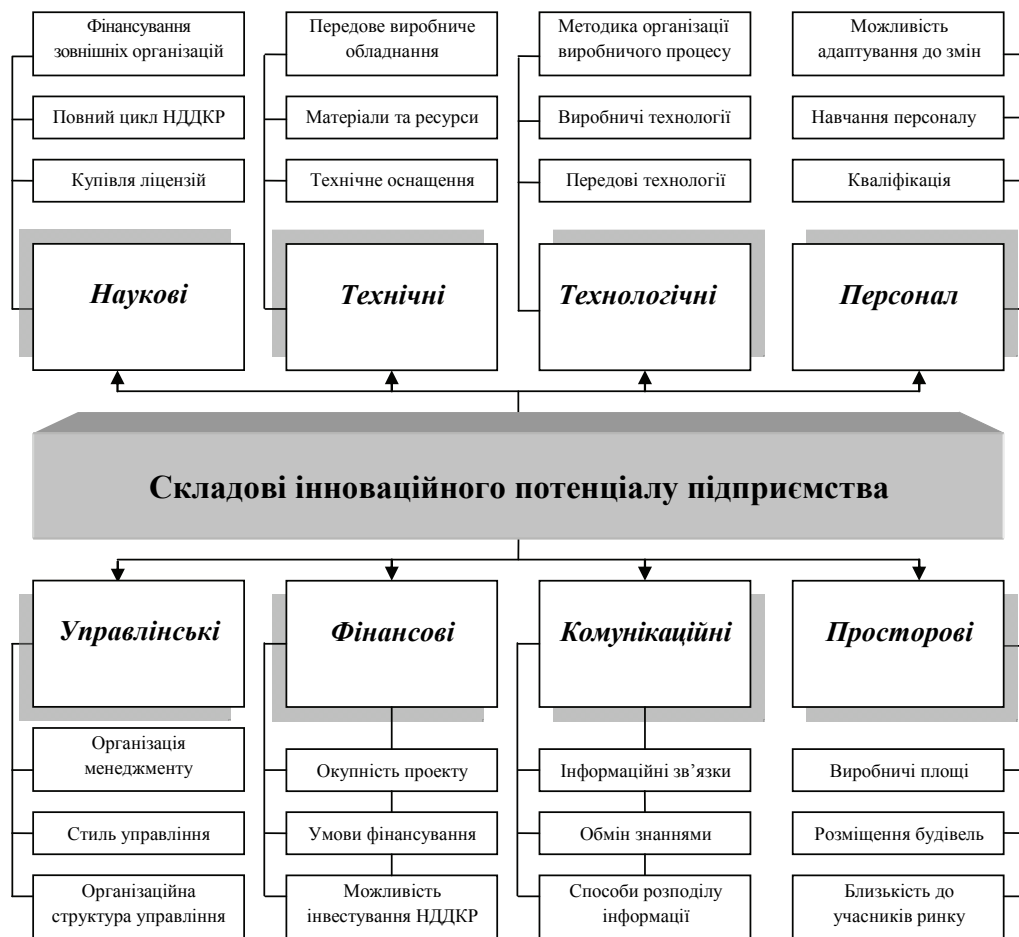 Фінансування
зовнішніх організацій
Передове виробниче
обладнання
Методика організації
виробничого процесу
Можливість
адаптування до змін
Повний цикл НДДКР
Матеріали та ресурси
Виробничі технології
Навчання персоналу
Купівля ліцензій
Технічне оснащення
Передові технології
Кваліфікація
Наукові
Технічні
Технологічні
Персонал
Складові інноваційного потенціалу підприємства
Управлінські
Фінансові
Комунікаційні
Просторові
Організація
менеджменту
Окупність проекту
Інформаційні зв’язки
Виробничі площі
Стиль управління
Умови фінансування
Обмін знаннями
Розміщення будівель
Організаційна
структура управління
Можливість
інвестування НДДКР
Способи розподілу
інформації
Близькість до
учасників ринку